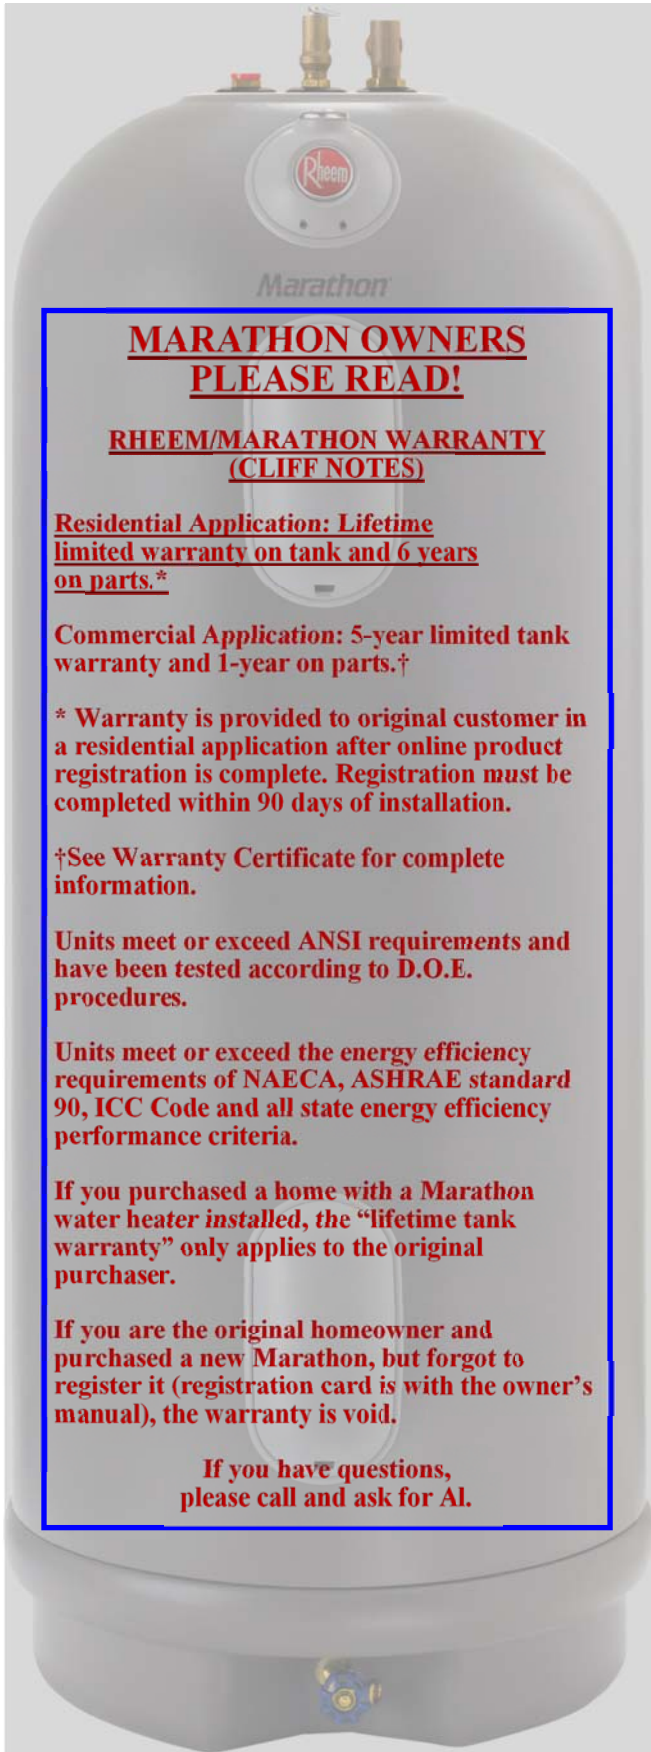 Rheem
Marathon
MARATHON OWNERS
PLEASE READ!
RHEEM/MARATHON WARRANTY
(CLIFF NOTES)
Residential Application: Lifetime
limited warranty on tank and 6 years
on parts.*
Commercial Application: 5-year limited tank
warranty and 1-year on parts.†
* Warranty is provided to original customer in
a residential application after online product
registration is complete. Registration must be
completed within 90 days of installation.
†See Warranty Certificate for complete
information.
Units meet or exceed ANSI requirements and
have been tested according to D.O.E.
procedures.
Units meet or exceed the energy efficiency
requirements of NAECA, ASHRAE standard
90, ICC Code and all state energy efficiency
performance criteria.
If you purchased a home with a Marathon
water heater installed, the “lifetime tank
warranty” only applies to the original
purchaser.
If you are the original homeowner and
purchased a new Marathon, but forgot to
register it (registration card is with the owner’s
manual), the warranty is void.
If you have questions,
please call and ask for Al.